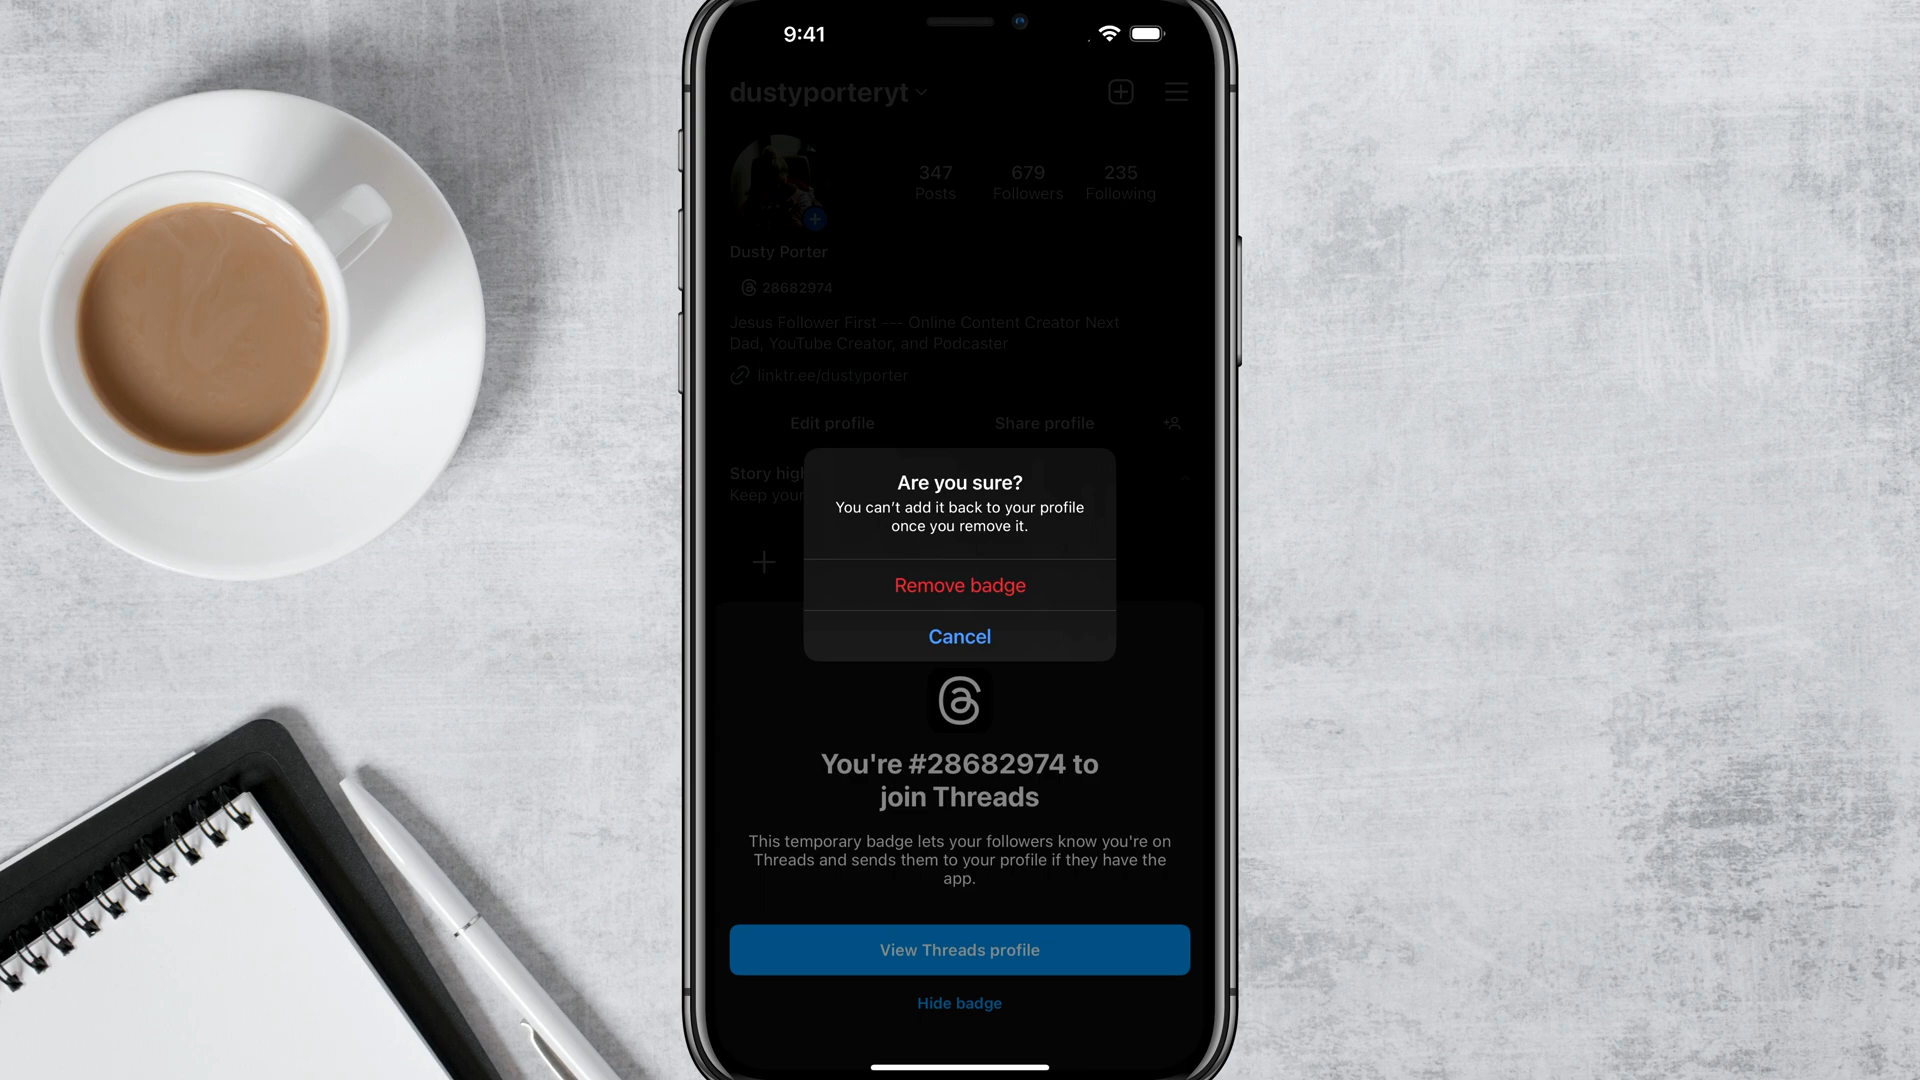 9:41
dustyporteryt
347 679 235
Posts Followers Following
Dusty Porter
28682974
Jesus Follower First --- Online Content Creator Next
Dad, YouTube Creator, and Podcaster
linktr.ee/dustyporter
Edit profile Share profile
Story hig
Keep your
Are you sure?
You can’t add it back to your profile
once you remove it.
Remove badge
Cancel
You're #28682974 to
join Threads
This temporary badge lets your followers know you're on
Threads and sends them to your profile if they have the
app.
View Threads profile
Hide badge